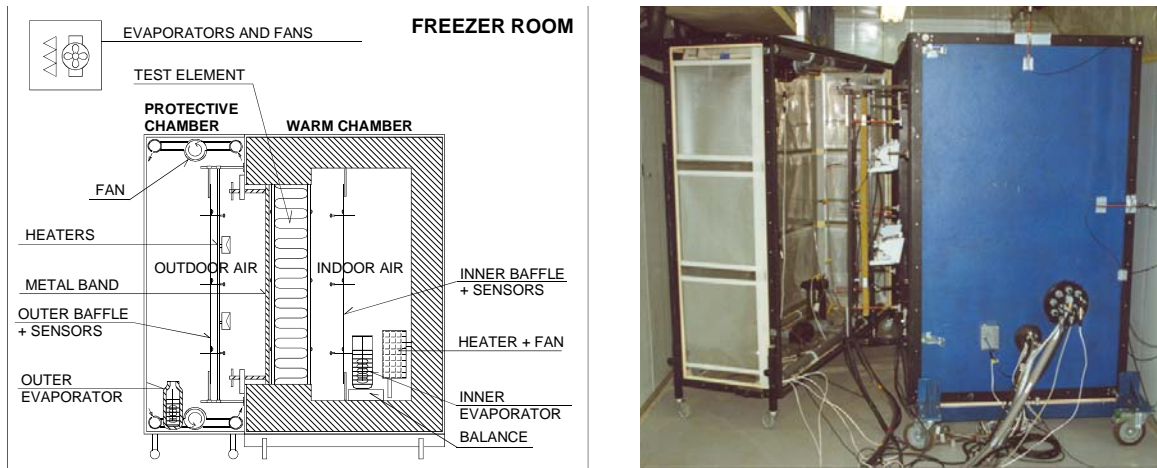 EVAPORATORS AND FANS
FREEZER ROOM
TEST ELEMENT
PROTECTIVE
CHAMBER
WARM CHAMBER
FAN
HEATERS
OUTDOOR AIR
INDOOR AIR
METAL BAND
INNER BAFFLE
+ SENSORS
OUTER BAFFLE
+ SENSORS
HEATER + FAN
OUTER
EVAPORATOR
INNER
EVAPORATOR
BALANCE